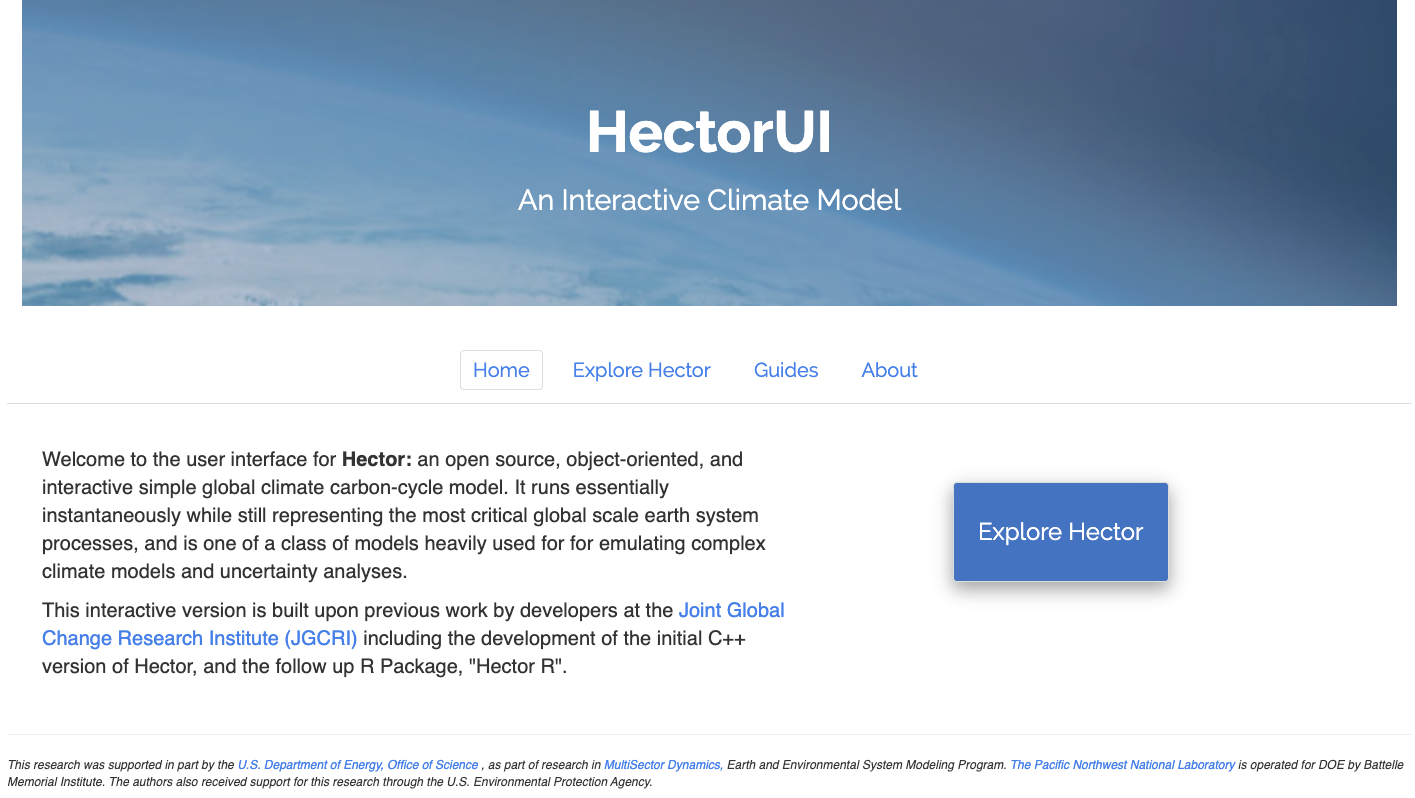 HectorUI
An Interactive Climate Model
Home
Explore Hector
Guides
About
Welcome to the user interface for Hector: an open source, object-oriented, and
interactive simple global climate carbon-cycle model. It runs essentially
instantaneously while still representing the most critical global scale earth system
processes, and is one of a class of models heavily used for for emulating complex
climate models and uncertainty analyses.
This interactive version is built upon previous work by developers at the Joint Global
Change Research Institute (JGCRI) including the development of the initial C++
version of Hector, and the follow up R Package, "Hector R".
Explore Hector
This research was supported in part by the U.S. Department of Energy, Office of Science , as part of research in MultiSector Dynamics, Earth and Environmental System Modeling Program. The Pacific Northwest National Laboratory is operated for DOE by Battelle
Memorial Institute. The authors also received support for this research through the U.S. Environmental Protection Agency.